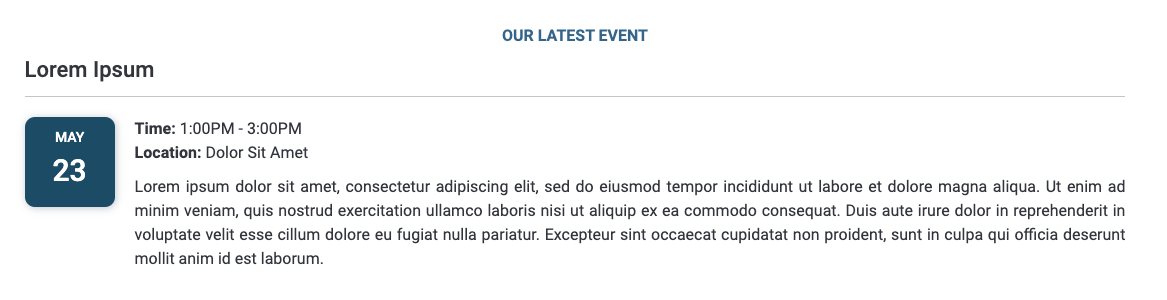 OUR LATEST EVENT
Lorem Ipsum
MAY
23
Time: 1:00PM - 3:00PM
Location: Dolor Sit Amet
Lorem ipsum dolor sit amet, consectetur adipiscing elit, sed do eiusmod tempor incididunt ut labore et dolore magna aliqua. Ut enim ad
minim veniam, quis nostrud exercitation ullamco laboris nisi ut aliquip ex ea commodo consequat. Duis aute irure dolor in reprehenderit in
voluptate velit esse cillum dolore eu fugiat nulla pariatur. Excepteur sint occaecat cupidatat non proident, sunt in culpa qui officia deserunt
mollit anim id est laborum.